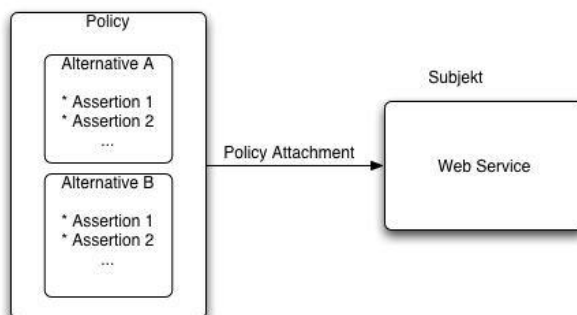 Policy
Alternative A
* Assertion 1
* Assertion 2
...
Alternative B
* Assertion 1
* Assertion 2
...
Policy Attachment
Subjekt
Web Service